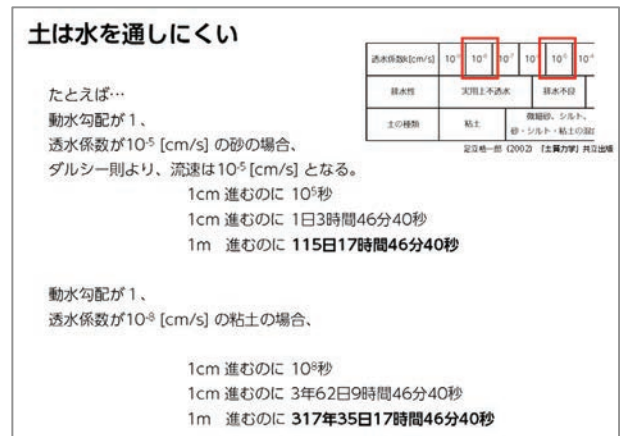 土は水を通しにくい
透水係数k[cm/s] 10⁻⁹ 10⁻⁸ 10⁻⁷ 10⁻⁶ 10⁻⁵ 10⁻⁴
排水性 実用上不透水 排水不良
土の種類 粘土 微細砂、シルト、
砂・シルト・粘土の混
足立格一郎(2002)『土質力学』共立出版
たとえば…
動水勾配が1、
透水係数が10⁻⁵ [cm/s] の砂の場合、
ダルシー則より、流速は10⁻⁵ [cm/s] となる。
1cm 進むのに 10⁵秒
1cm 進むのに 1日3時間46分40秒
1m 進むのに 115日17時間46分40秒
動水勾配が1、
透水係数が10⁻⁸ [cm/s] の粘土の場合、
1cm 進むのに 10⁸秒
1cm 進むのに 3年62日9時間46分40秒
1m 進むのに 317年35日17時間46分40秒